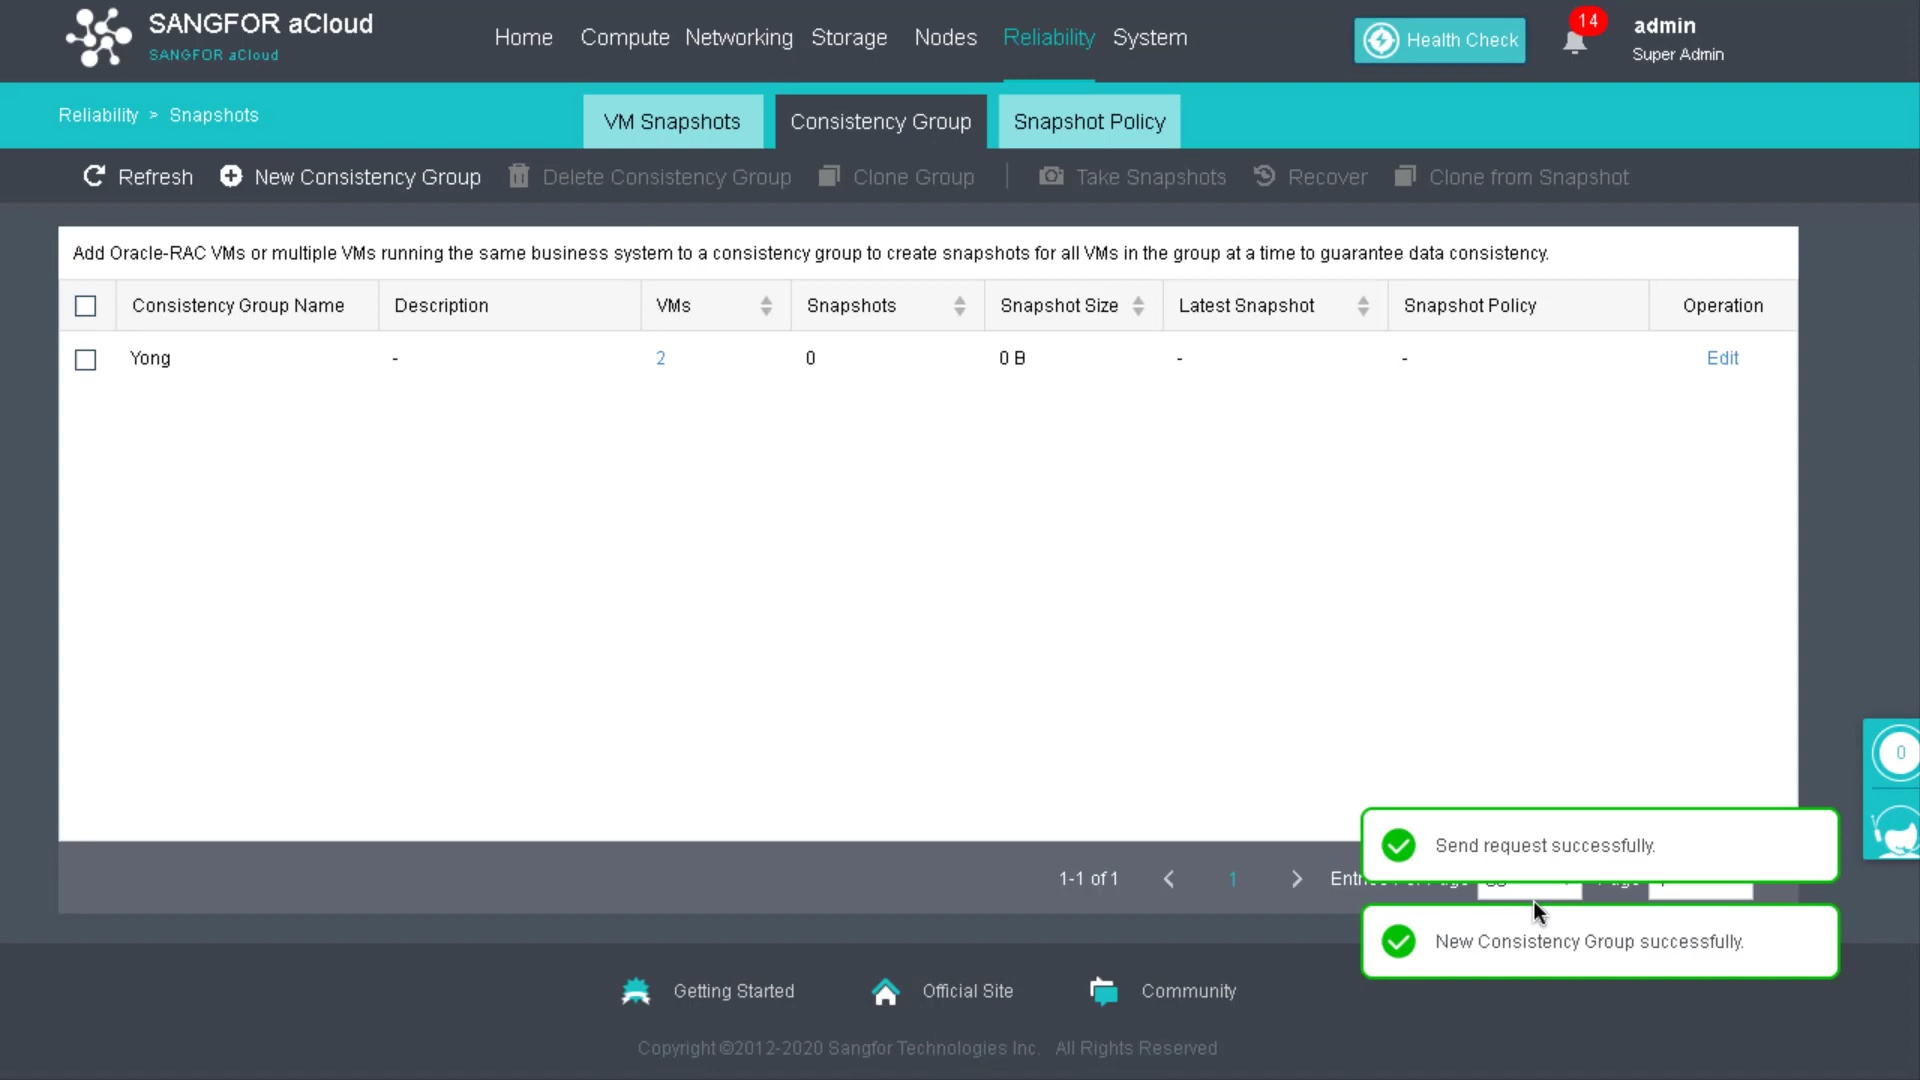 SANGFOR aCloud
SANGFOR aCloud
Home Compute Networking Storage Nodes Reliability System
Health Check
14
admin
Super Admin
Reliability > Snapshots
VM Snapshots Consistency Group Snapshot Policy
Refresh New Consistency Group Delete Consistency Group Clone Group Take Snapshots Recover Clone from Snapshot
Add Oracle-RAC VMs or multiple VMs running the same business system to a consistency group to create snapshots for all VMs in the group at a time to guarantee data consistency.
Consistency Group Name Description VMs Snapshots Snapshot Size Latest Snapshot Snapshot Policy Operation
Yong - 2 0 0 B - - Edit
0
Send request successfully.
1-1 of 1 < 1 >
New Consistency Group successfully.
Getting Started Official Site Community
Copyright ©2012-2020 Sangfor Technologies Inc. All Rights Reserved